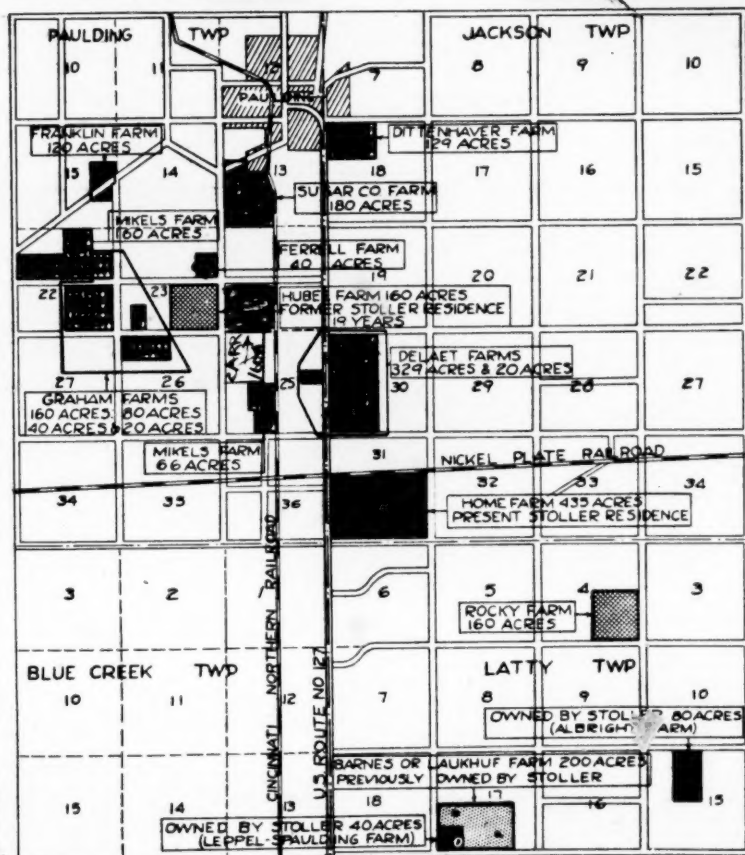 PAULDING TWP
JACKSON TWP
10 11 12 7 8 9 10
PAULDING
FRANKLIN FARM
120 ACRES
DITTENHAVER FARM
129 ACRES
15 14 13 18 17 16 15
SUGAR CO FARM
180 ACRES
MIKELS FARM
160 ACRES
FERRELL FARM
40 ACRES
22 23 19 20 21 22
HUBER FARM 160 ACRES
FORMER STOLLER RESIDENCE
19 YEARS
CARR
DELAET FARMS
329 ACRES & 20 ACRES
27 26 25 30 29 28 27
GRAHAM FARMS
160 ACRES, 80 ACRES
40 ACRES & 20 ACRES
MIKELS FARM
66 ACRES
31
NICKEL PLATE RAILROAD
34 35 36 32 33 34
HOME FARM 433 ACRES
PRESENT STOLLER RESIDENCE
CINCINNATI NORTHERN RAILROAD
U.S. ROUTE NO 127
3 2 1 6 5 4 3
ROCKY FARM
160 ACRES
BLUE CREEK TWP
LATTY TWP
10 11 12 7 8 9 10
OWNED BY STOLLER 80 ACRES
(ALBRIGHT FARM)
BARNES OR LAUKHUF FARM 200 ACRES
PREVIOUSLY OWNED BY STOLLER
15 14 13 18 17 16 15
OWNED BY STOLLER 40 ACRES
(LEPPEL-SPAULDING FARM)